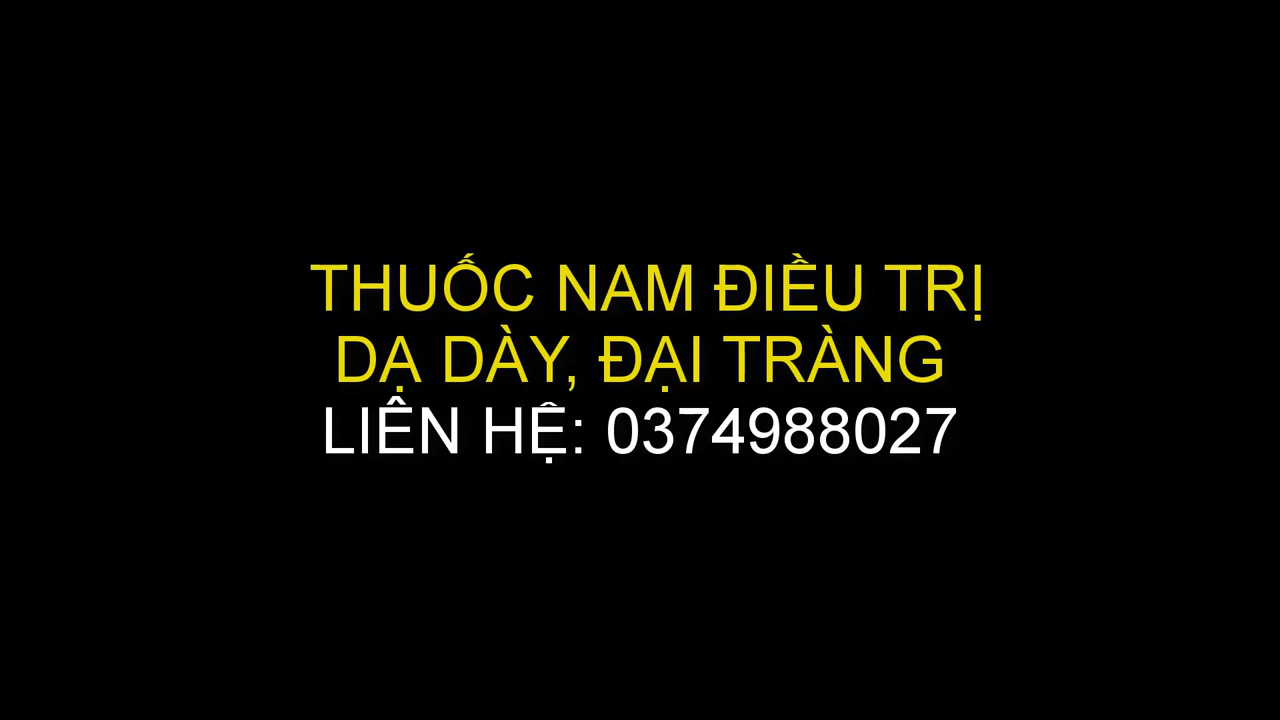 THUỐC NAM ĐIỀU TRỊ
DẠ DÀY, ĐẠI TRÀNG
LIÊN HỆ: 0374988027